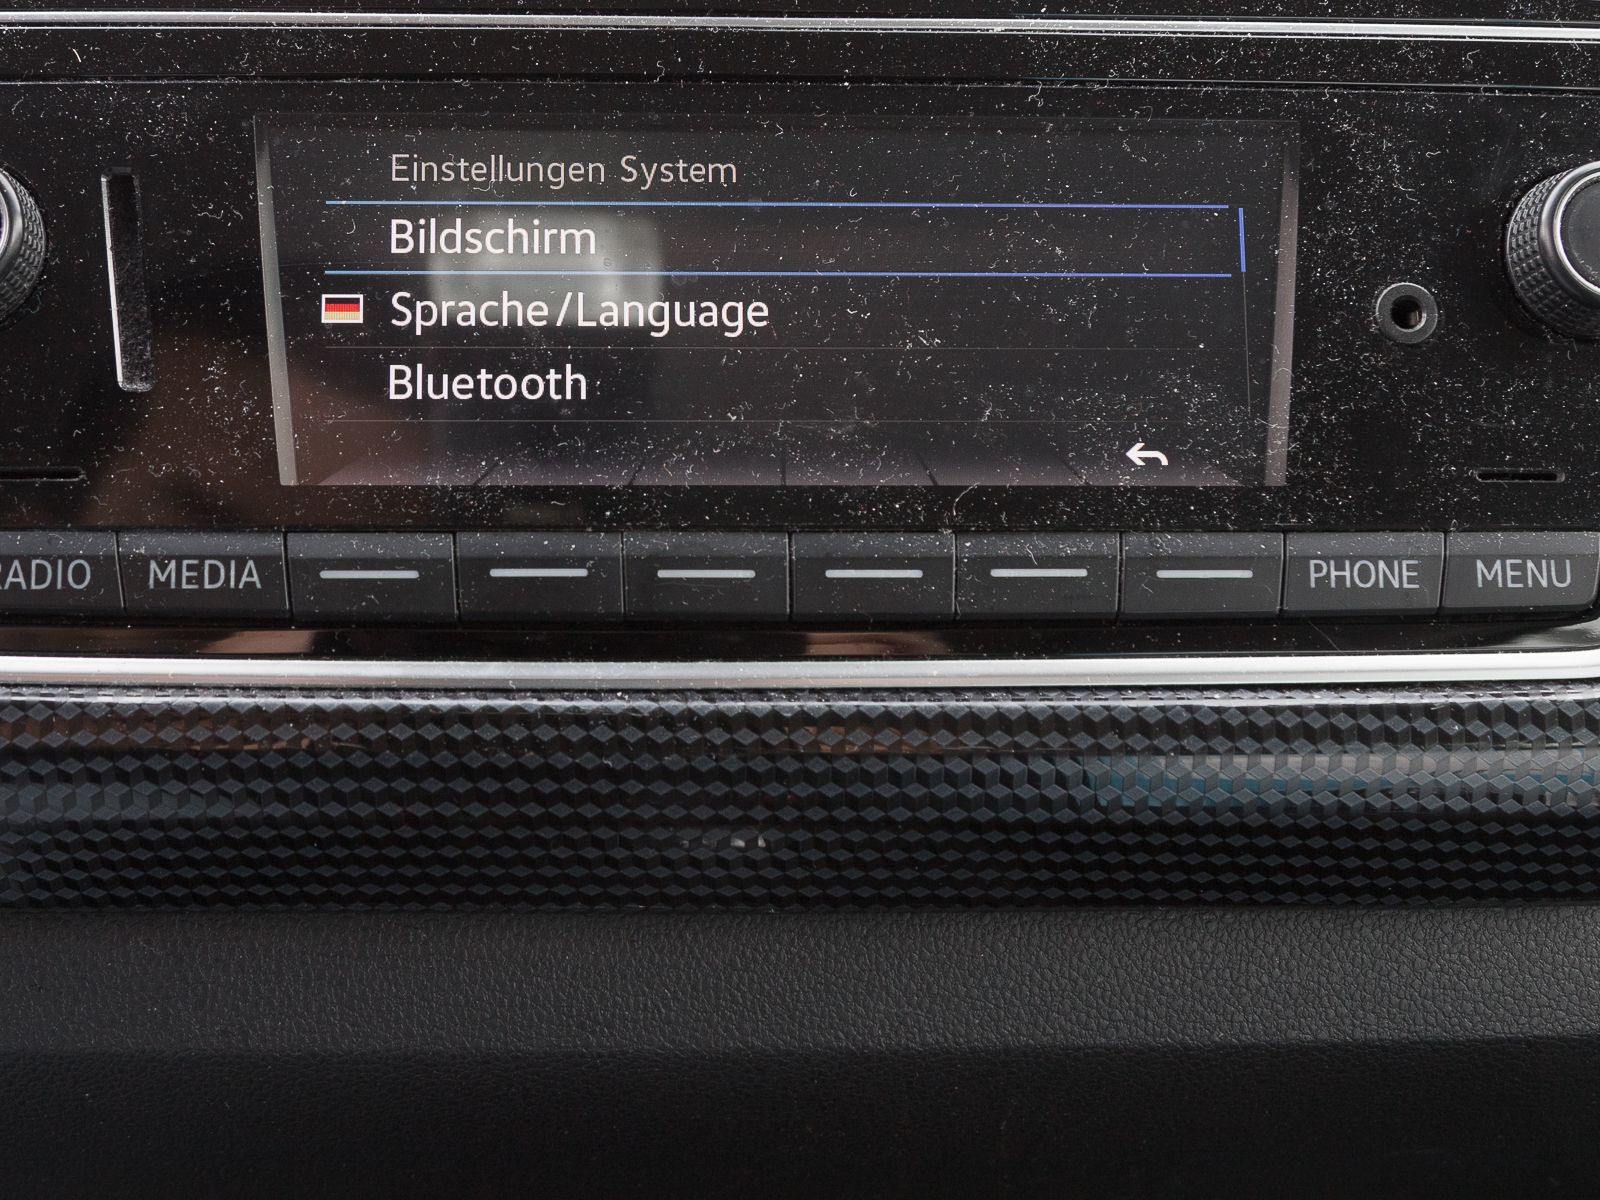 Einstellungen System
Bildschirm
Sprache/Language
Bluetooth
RADIO MEDIA PHONE MENU